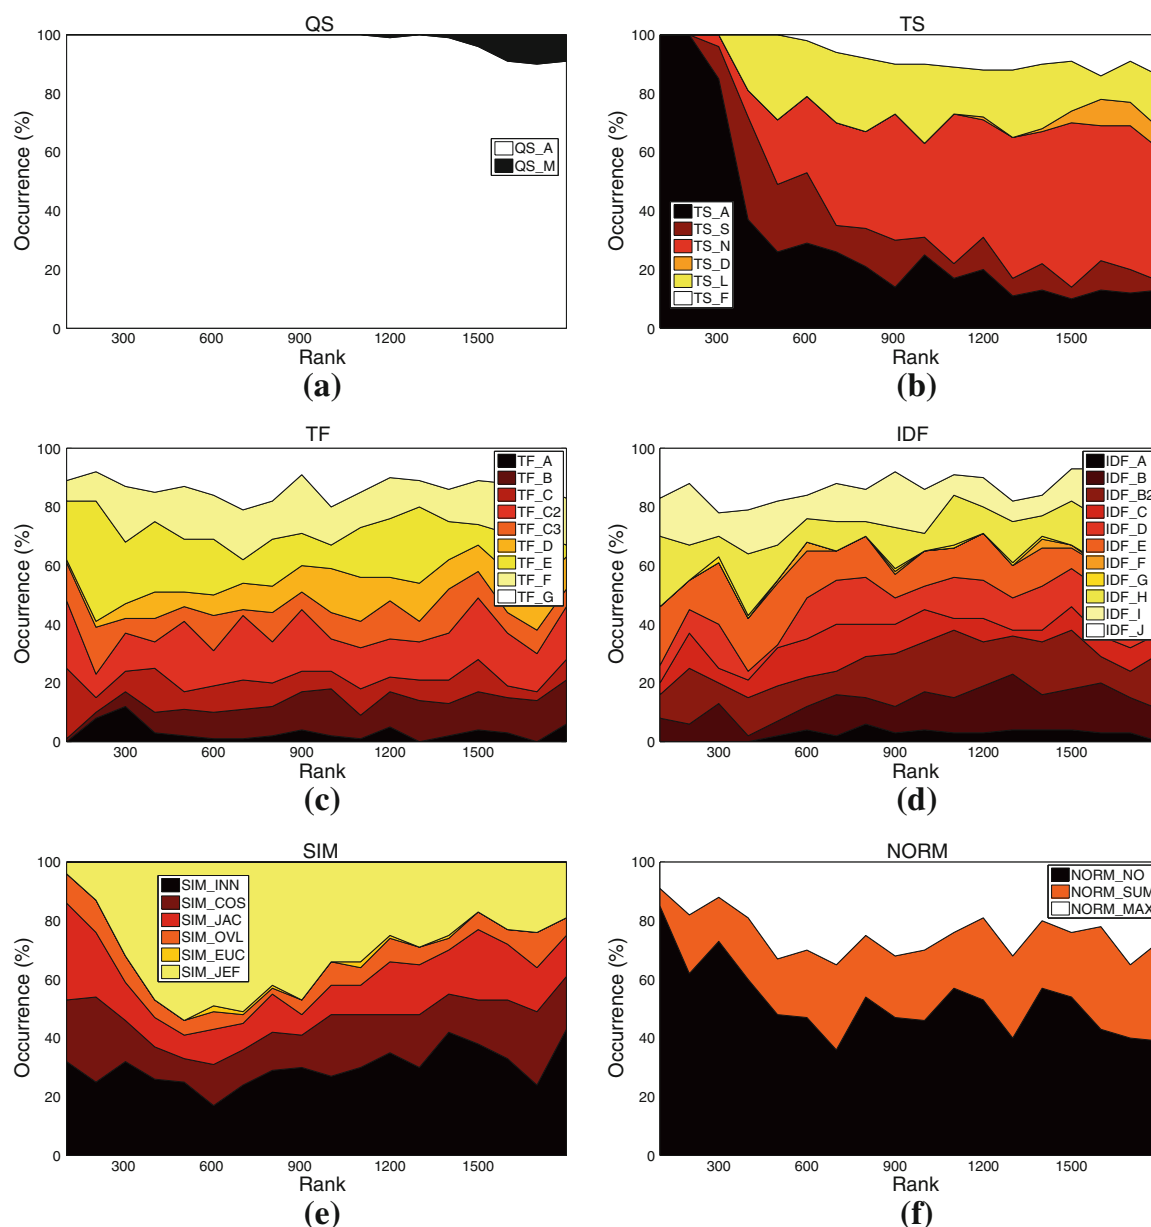 QS
100
80
60
40
20
0
Occurrence (%)
QS_A
QS_M
300 600 900 1200 1500
Rank
(a)
TS
100
80
60
40
20
0
Occurrence (%)
TS_A
TS_S
TS_N
TS_D
TS_L
TS_F
300 600 900 1200 1500
Rank
(b)
TF
100
80
60
40
20
0
Occurrence (%)
TF_A
TF_B
TF_C
TF_C2
TF_C3
TF_D
TF_E
TF_F
TF_G
300 600 900 1200 1500
Rank
(c)
IDF
100
80
60
40
20
0
Occurrence (%)
IDF_A
IDF_B
IDF_B2
IDF_C
IDF_D
IDF_E
IDF_F
IDF_G
IDF_H
IDF_I
IDF_J
300 600 900 1200 1500
Rank
(d)
SIM
100
80
60
40
20
0
Occurrence (%)
SIM_INN
SIM_COS
SIM_JAC
SIM_OVL
SIM_EUC
SIM_JEF
300 600 900 1200 1500
Rank
(e)
NORM
100
80
60
40
20
0
Occurrence (%)
NORM_NO
NORM_SUM
NORM_MAX
300 600 900 1200 1500
Rank
(f)